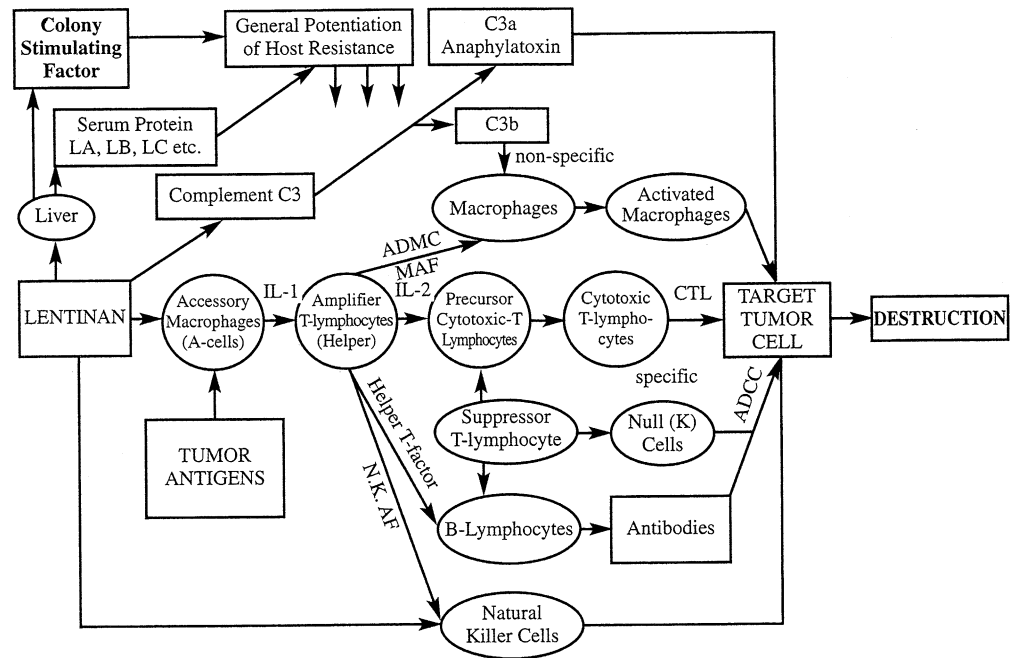 Colony
Stimulating
Factor
General Potentiation
of Host Resistance
C3a
Anaphylatoxin
Serum Protein
LA, LB, LC etc.
C3b
non-specific
Complement C3
Liver
Macrophages
Activated
Macrophages
ADMC
MAF
LENTINAN
Accessory
Macrophages
(A-cells)
IL-1
Amplifier
T-lymphocytes
(Helper)
IL-2
Precursor
Cytotoxic-T
Lymphocytes
Cytotoxic
T-lympho-
cytes
CTL
TARGET
TUMOR
CELL
DESTRUCTION
specific
ADCC
Helper T-factor
N.K. AF
Suppressor
T-lymphocyte
Null (K)
Cells
TUMOR
ANTIGENS
B-Lymphocytes
Antibodies
Natural
Killer Cells